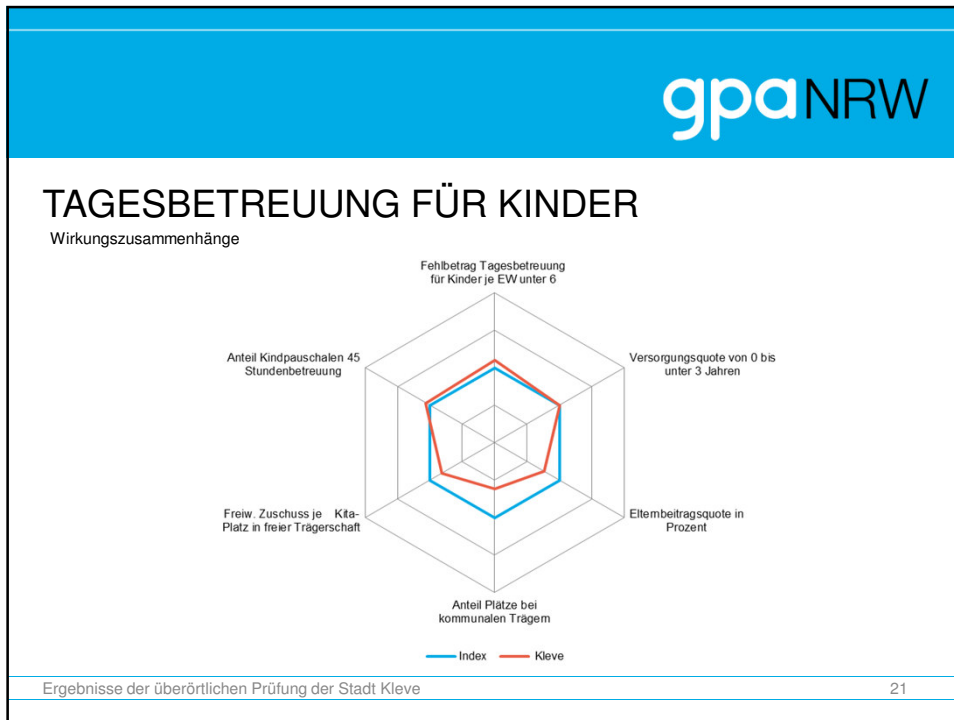 gpaNRW
TAGESBETREUUNG FÜR KINDER
Wirkungszusammenhänge
Fehlbetrag Tagesbetreuung
für Kinder je EW unter 6
Anteil Kindpauschalen 45
Stundenbetreuung
Versorgungsquote von 0 bis
unter 3 Jahren
Freiw. Zuschuss je Kita-
Platz in freier Trägerschaft
Elternbeitragsquote in
Prozent
Anteil Plätze bei
kommunalen Trägern
Index
Kleve
Ergebnisse der überörtlichen Prüfung der Stadt Kleve 21